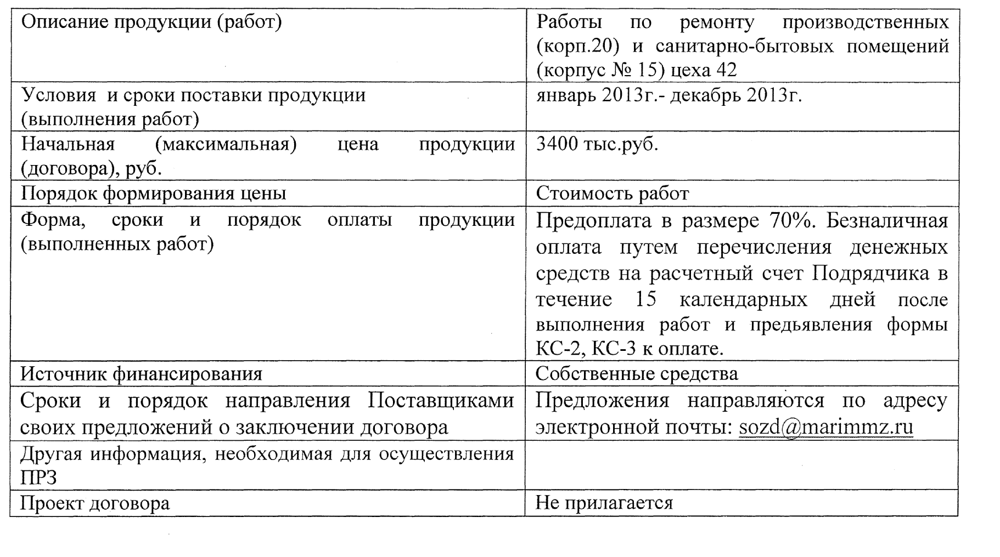 Описание продукции (работ)
Работы по ремонту производственных
(корп.20) и санитарно-бытовых помещений
(корпус № 15) цеха 42
Условия и сроки поставки продукции
(выполнения работ)
январь 2013г.- декабрь 2013г.
Начальная (максимальная) цена продукции
(договора), руб.
3400 тыс.руб.
Порядок формирования цены
Стоимость работ
Форма, сроки и порядок оплаты продукции
(выполненных работ)
Предоплата в размере 70%. Безналичная
оплата путем перечисления денежных
средств на расчетный счет Подрядчика в
течение 15 календарных дней после
выполнения работ и предьявления формы
КС-2, КС-3 к оплате.
Источник финансирования
Собственные средства
Сроки и порядок направления Поставщиками
своих предложений о заключении договора
Предложения направляются по адресу
электронной почты: sozd@marimmz.ru
Другая информация, необходимая для осуществления
ПРЗ
Проект договора
Не прилагается